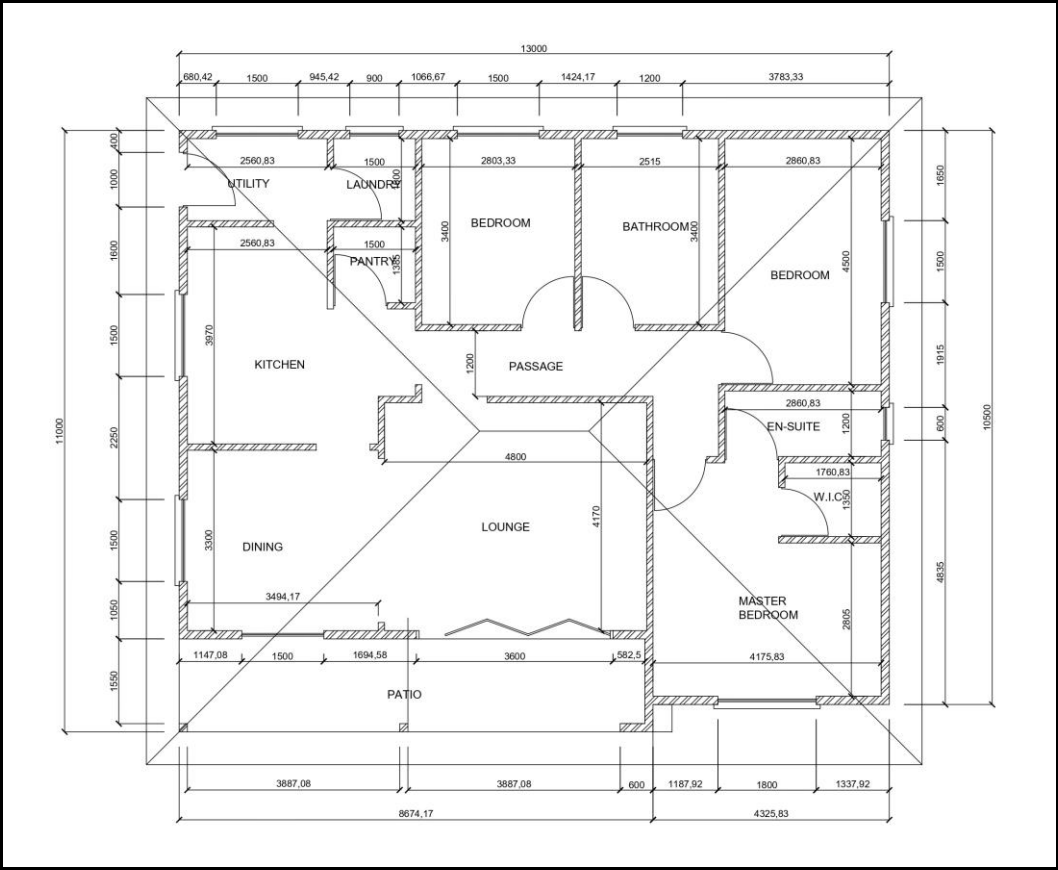 13000
680,42 1500 945,42 900 1066,67 1500 1424,17 1200 3783,33
400
1000
1600
1500
2250
1500
1050
1550
11000
2560,83
UTILITY
1500
LAUNDRY
1600
2803,33
BEDROOM
3400
2515
BATHROOM
3400
2860,83
BEDROOM
4500
1650
1500
1915
600
4835
10500
2560,83
1500
PANTRY
1385
3970
KITCHEN
1200
PASSAGE
2860,83
EN-SUITE
1200
4800
1760,83
W.I.C
1350
LOUNGE
4170
DINING
3300
3494,17
MASTER
BEDROOM
2805
1147,08 1500 1694,58 3600 582,5
4175,83
PATIO
3887,08 3887,08 600 1187,92 1800 1337,92
8674,17 4325,83